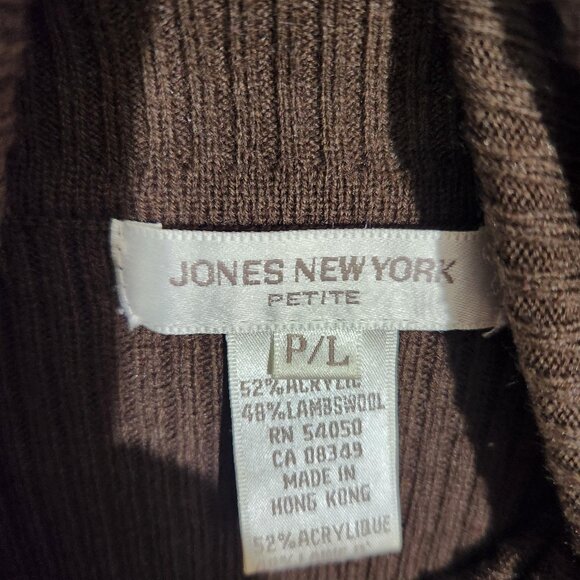 JONES NEW YORK
PETITE
P/L
52% ACRYLIC
48% LAMBSWOOL
RN 54050
CA 08349
MADE IN
HONG KONG
52% ACRYLIQUE